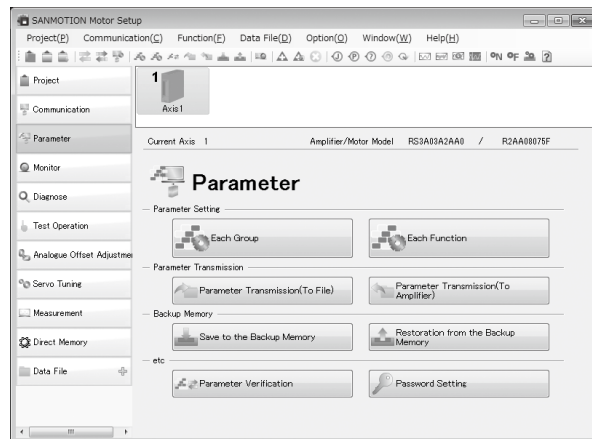 SANMOTION Motor Setup
Project(P) Communication(C) Function(F) Data File(D) Option(O) Window(W) Help(H)
ON OF
Project
Communication
Parameter
Monitor
Diagnose
Test Operation
Analogue Offset Adjustmen
Servo Tuning
Measurement
Direct Memory
Data File
1
Axis1
Current Axis 1 Amplifier/Motor Model RS3A03A2AA0 / R2AA08075F
Parameter
Parameter Setting
Each Group
Each Function
Parameter Transmission
Parameter Transmission(To File)
Parameter Transmission(To
Amplifier)
Backup Memory
Save to the Backup Memory
Restoration from the Backup
Memory
etc
Parameter Verification
Password Setting